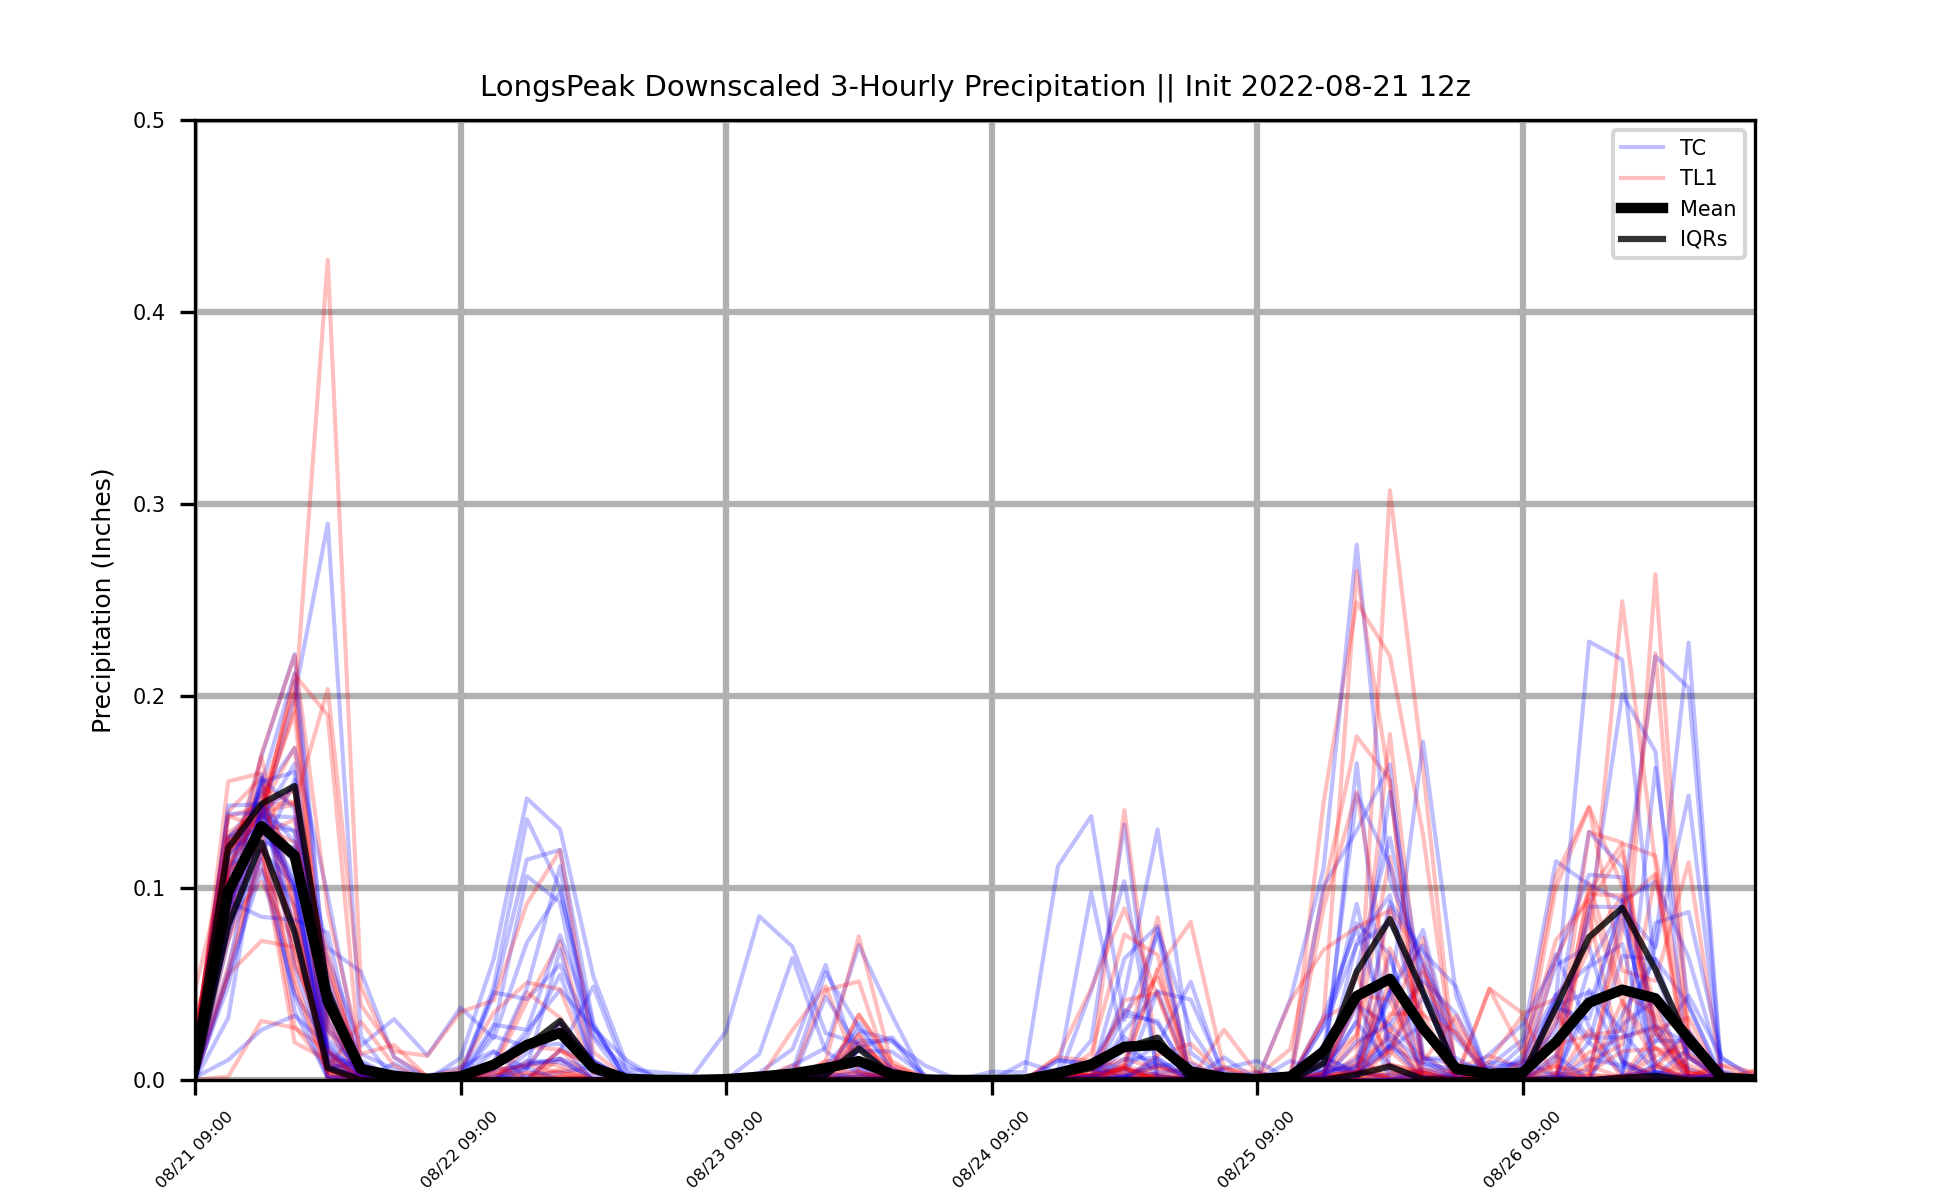 LongsPeak Downscaled 3-Hourly Precipitation || Init 2022-08-21 12z
0.5
0.4
0.3
0.2
0.1
0.0
Precipitation (Inches)
TC
TL1
Mean
IQRs
08/21 09:00
08/22 09:00
08/23 09:00
08/24 09:00
08/25 09:00
08/26 09:00